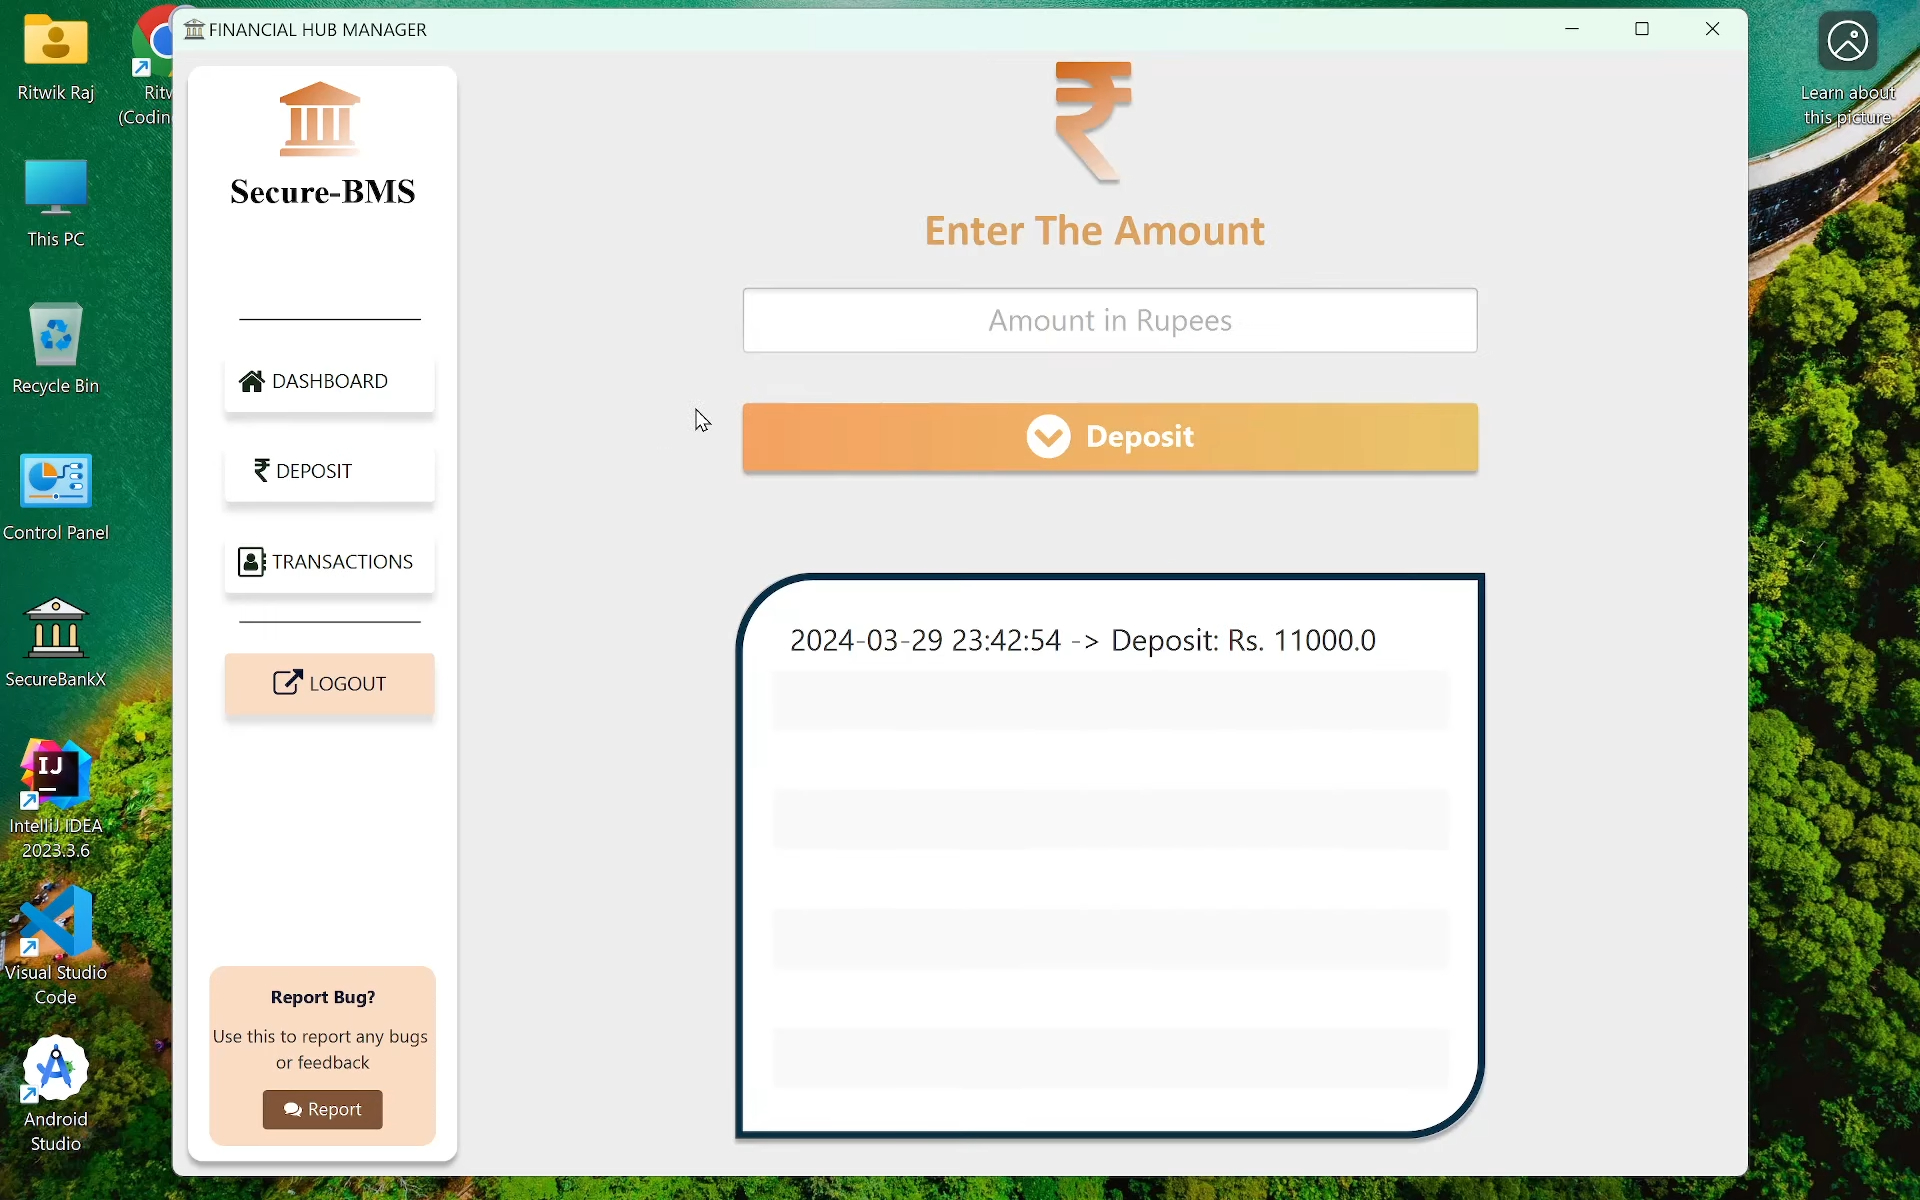 Ritwik Raj
Ritw
(Codin
This PC
Recycle Bin
Control Panel
SecureBankX
IJ
IntelliJ IDEA
2023.3.6
Visual Studio
Code
Android
Studio
FINANCIAL HUB MANAGER
Secure-BMS
DASHBOARD
₹ DEPOSIT
TRANSACTIONS
LOGOUT
Report Bug?
Use this to report any bugs
or feedback
Report
₹
Enter The Amount
Amount in Rupees
Deposit
2024-03-29 23:42:54 -> Deposit: Rs. 11000.0
Learn about
this picture